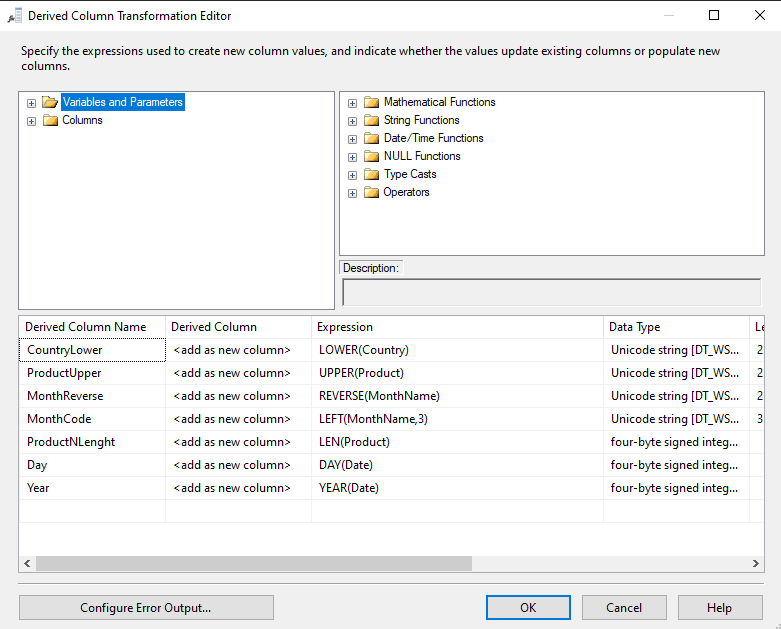 Derived Column Transformation Editor
Specify the expressions used to create new column values, and indicate whether the values update existing columns or populate new
columns.
Variables and Parameters
Columns
Mathematical Functions
String Functions
Date/Time Functions
NULL Functions
Type Casts
Operators
Description:
Derived Column Name Derived Column Expression Data Type Le
CountryLower <add as new column> LOWER(Country) Unicode string [DT_WS... 2
ProductUpper <add as new column> UPPER(Product) Unicode string [DT_WS... 2
MonthReverse <add as new column> REVERSE(MonthName) Unicode string [DT_WS... 2
MonthCode <add as new column> LEFT(MonthName,3) Unicode string [DT_WS... 3
ProductNLenght <add as new column> LEN(Product) four-byte signed integ...
Day <add as new column> DAY(Date) four-byte signed integ...
Year <add as new column> YEAR(Date) four-byte signed integ...
Configure Error Output... OK Cancel Help